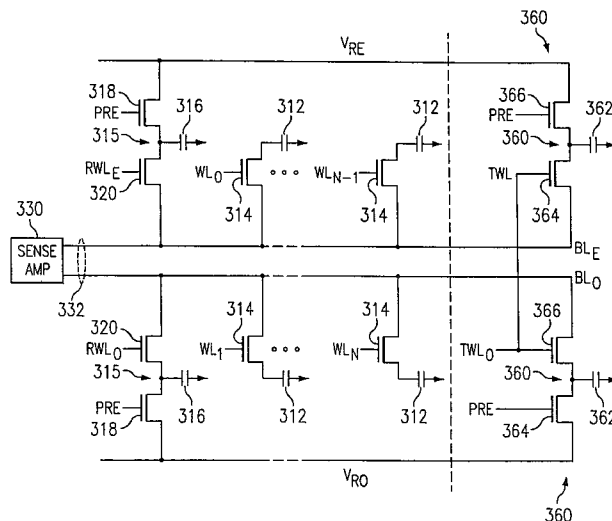 360
V_RE
318
316
312
312
366
362
PRE
PRE
315
360
RWL_E
WL_0
WL_N-1
TWL
320
314
314
364
330
SENSE AMP
BL_E
BL_O
332
320
314
314
366
RWL_O
WL_1
WL_N
TWL_O
315
360
316
312
312
362
PRE
PRE
318
364
V_RO
360